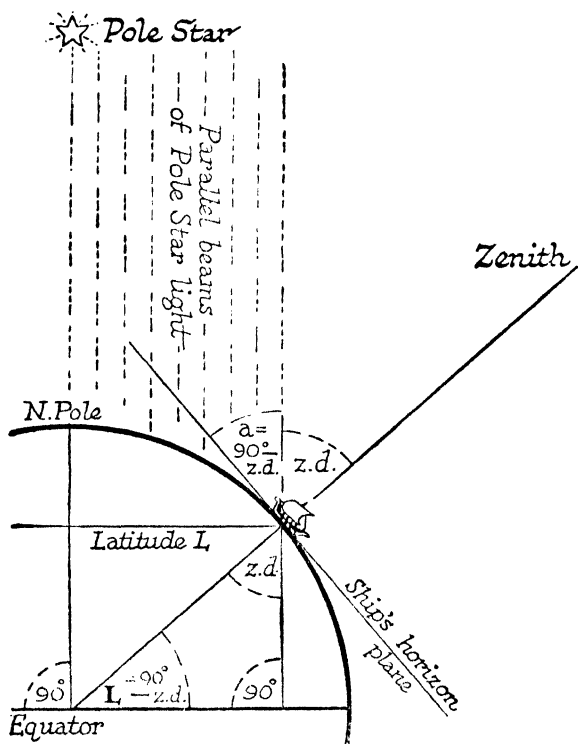 Pole Star
Parallel beams
of Pole Star light
Zenith
N.Pole
a=
90°
z.d.
z.d.
Latitude L
z.d.
Ship's horizon
plane
90°
L =90°
-z.d.
90°
Equator